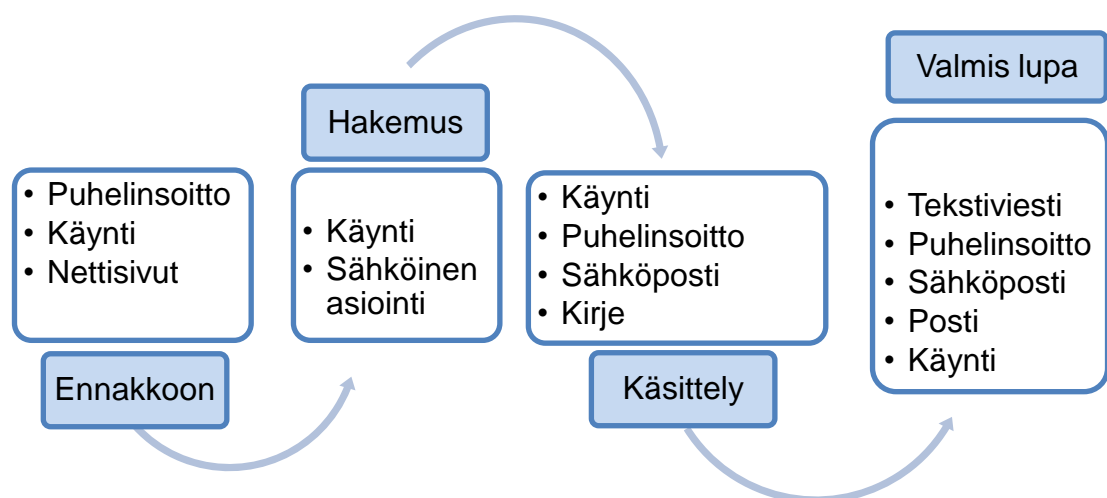 Ennakkoon
• Puhelinsoitto
• Käynti
• Nettisivut
Hakemus
• Käynti
• Sähköinen
asiointi
• Käynti
• Puhelinsoitto
• Sähköposti
• Kirje
Käsittely
Valmis lupa
• Tekstiviesti
• Puhelinsoitto
• Sähköposti
• Posti
• Käynti